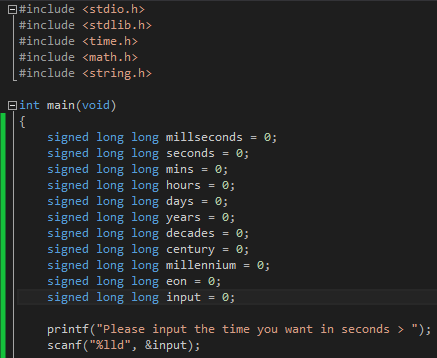 #include <stdio.h>
#include <stdlib.h>
#include <time.h>
#include <math.h>
#include <string.h>
int main(void)
{
signed long long millseconds = 0;
signed long long seconds = 0;
signed long long mins = 0;
signed long long hours = 0;
signed long long days = 0;
signed long long years = 0;
signed long long decades = 0;
signed long long century = 0;
signed long long millennium = 0;
signed long long eon = 0;
signed long long input = 0;
printf("Please input the time you want in seconds > ");
scanf("%lld", &input);